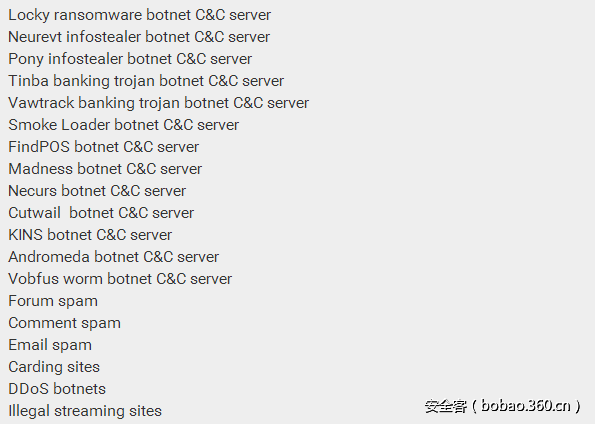 Locky ransomware botnet C&C server
Neurevt infostealer botnet C&C server
Pony infostealer botnet C&C server
Tinba banking trojan botnet C&C server
Vawtrack banking trojan botnet C&C server
Smoke Loader botnet C&C server
FindPOS botnet C&C server
Madness botnet C&C server
Necurs botnet C&C server
Cutwail  botnet C&C server
KINS botnet C&C server
Andromeda botnet C&C server
Vobfus worm botnet C&C server
Forum spam
Comment spam
Email spam
Carding sites
DDoS botnets
Illegal streaming sites
安全客（bobao.360.cn）